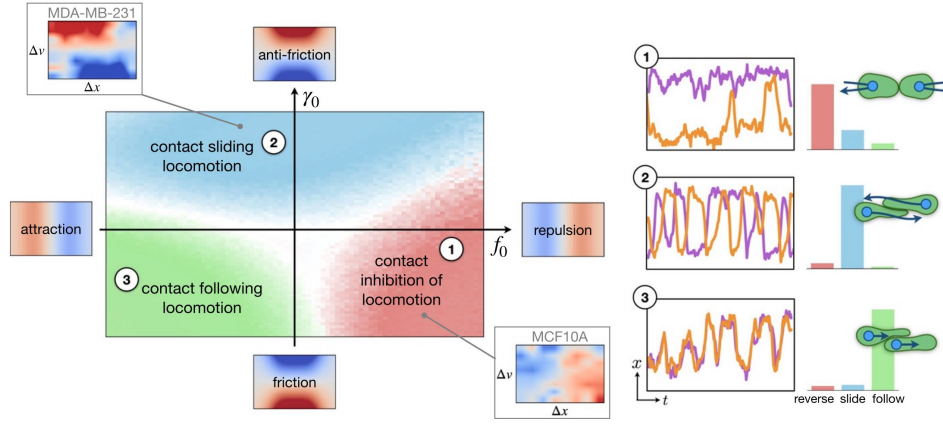 MDA-MB-231
Δv
Δx
anti-friction
γ₀
contact sliding
locomotion
2
attraction
f₀
repulsion
1
contact
inhibition of
locomotion
3
contact following
locomotion
friction
MCF10A
Δv
Δx
1
2
3
x
t
reverse slide follow